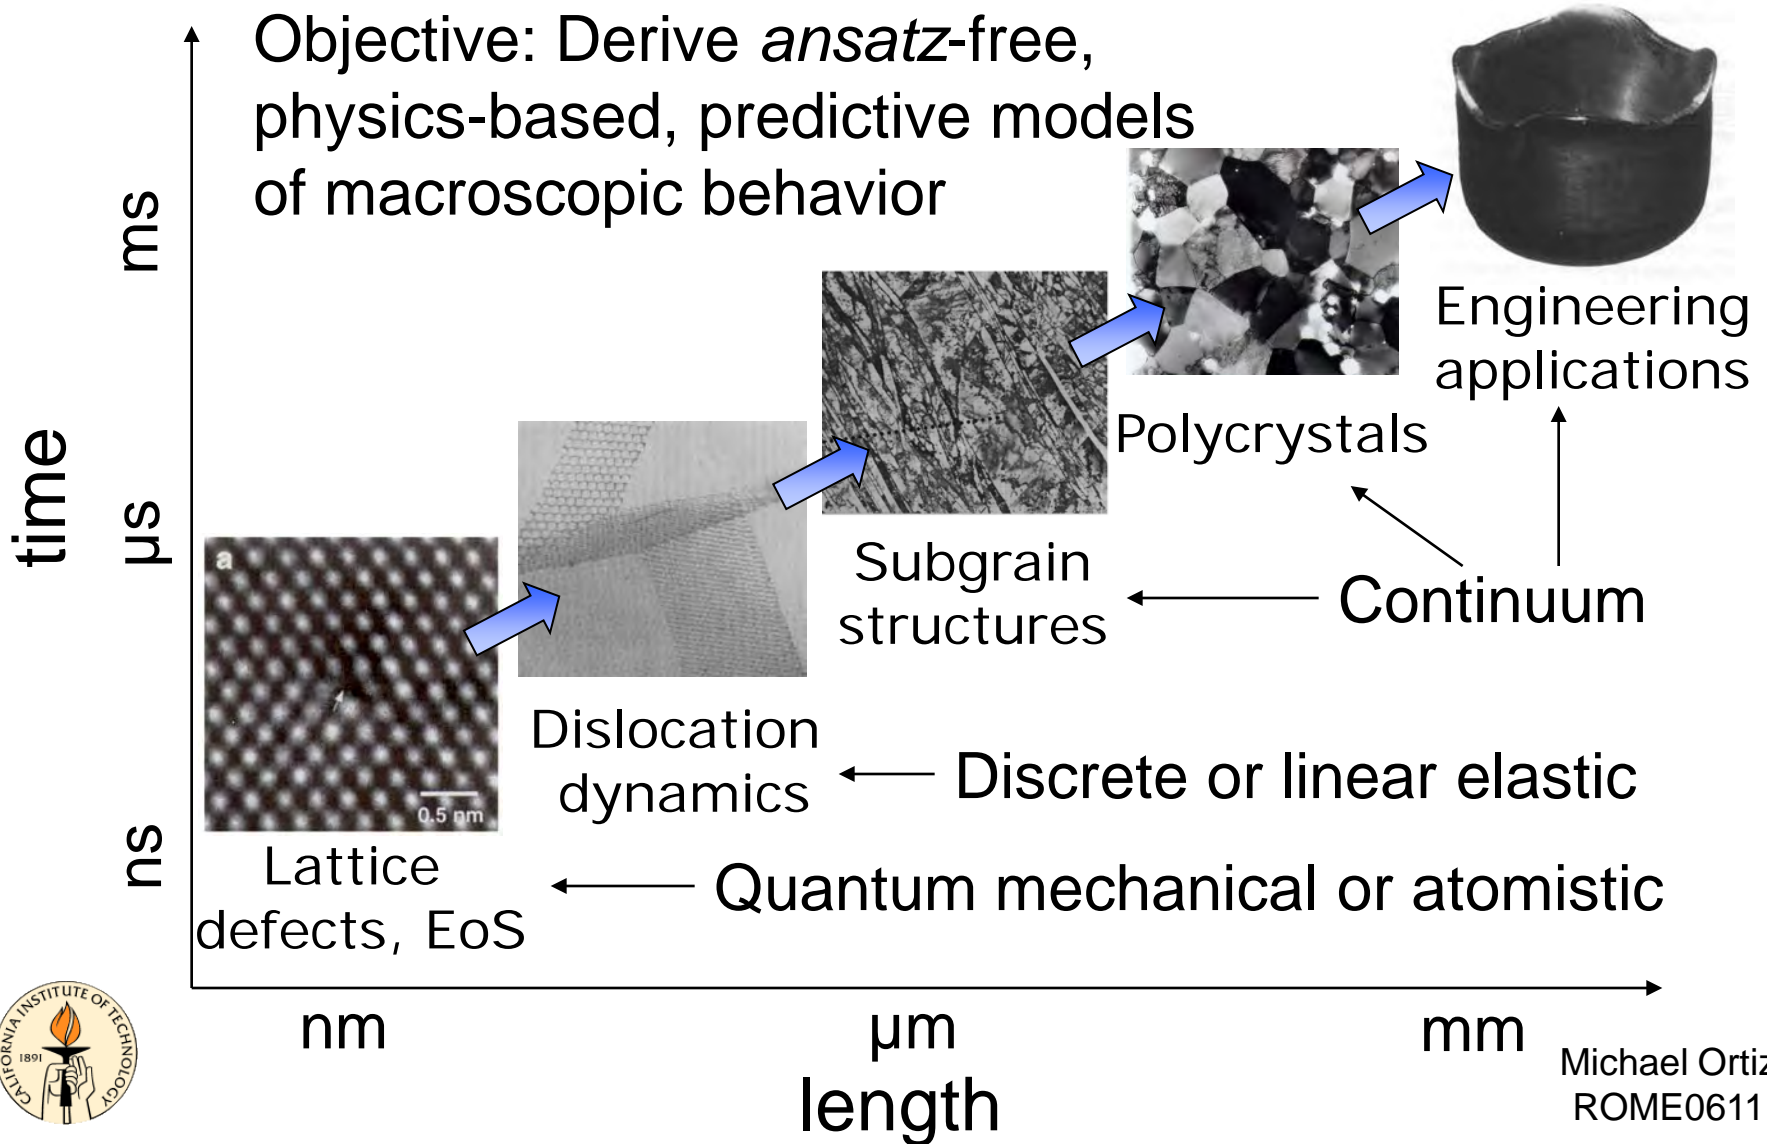 Objective: Derive ansatz-free,
physics-based, predictive models
of macroscopic behavior
time
ms
µs
ns
a
0.5 nm
Lattice
defects, EoS
Dislocation
dynamics
Subgrain
structures
Polycrystals
Engineering
applications
Continuum
Discrete or linear elastic
Quantum mechanical or atomistic
nm
µm
mm
length
CALIFORNIA INSTITUTE OF TECHNOLOGY
1891
Michael Ortiz
ROME0611